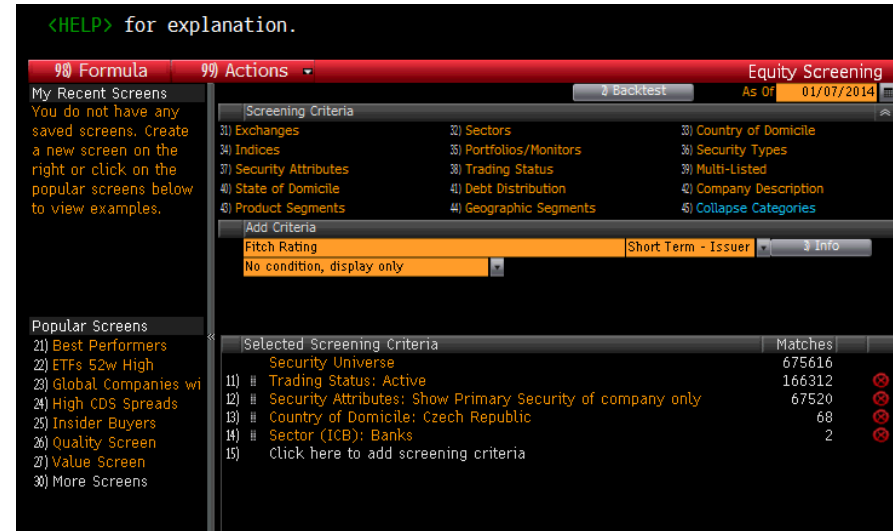 <HELP> for explanation.
98) Formula 99) Actions Equity Screening
My Recent Screens
You do not have any
saved screens. Create
a new screen on the
right or click on the
popular screens below
to view examples.
2) Backtest As Of 01/07/2014
Screening Criteria
31) Exchanges 32) Sectors 33) Country of Domicile
34) Indices 35) Portfolios/Monitors 36) Security Types
37) Security Attributes 38) Trading Status 39) Multi-Listed
40) State of Domicile 41) Debt Distribution 42) Company Description
43) Product Segments 44) Geographic Segments 45) Collapse Categories
Add Criteria
Fitch Rating Short Term - Issuer 3) Info
No condition, display only
Popular Screens
21) Best Performers
22) ETFs 52w High
23) Global Companies wi
24) High CDS Spreads
25) Insider Buyers
26) Quality Screen
27) Value Screen
30) More Screens
Selected Screening Criteria Matches
Security Universe 675616
11) Trading Status: Active 166312
12) Security Attributes: Show Primary Security of company only 67520
13) Country of Domicile: Czech Republic 68
14) Sector (ICB): Banks 2
15) Click here to add screening criteria